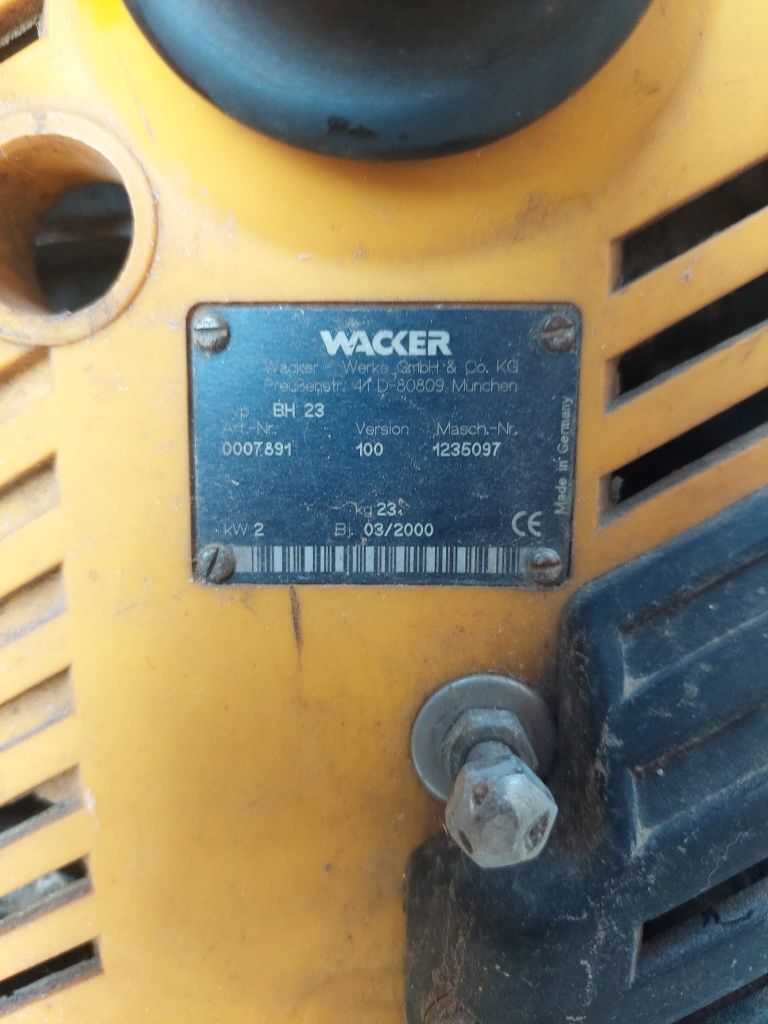 WACKER
Wacker - Werke GmbH & Co. KG
Preußenstr. 41 D-80809 München
Typ BH 23
Art.-Nr. Version Masch.-Nr.
0007891 100 1235097
kg 23
kW 2 Bj. 03/2000 CE
Made in Germany